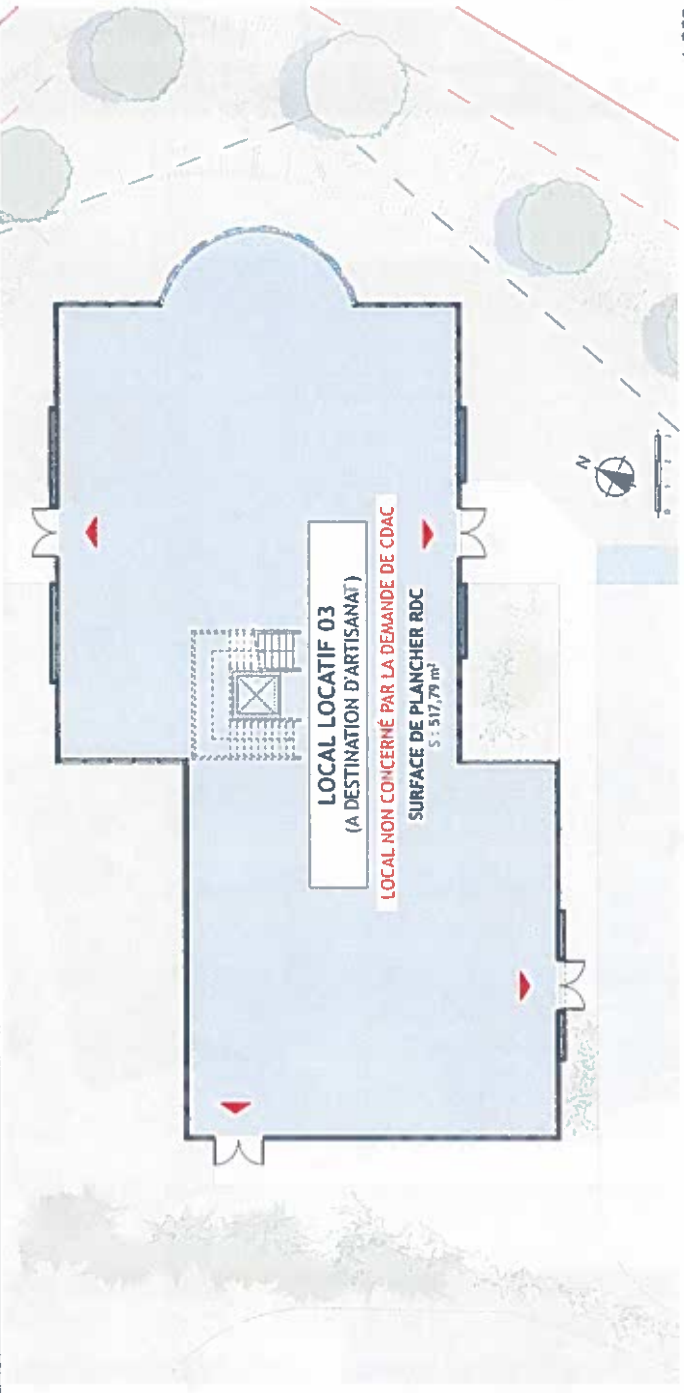 LOCAL LOCATIF 03
(A DESTINATION D'ARTISANAT)
LOCAL NON CONCERNÉ PAR LA DEMANDE DE CDAC
SURFACE DE PLANCHER RDC
S : 517,79 m²
N